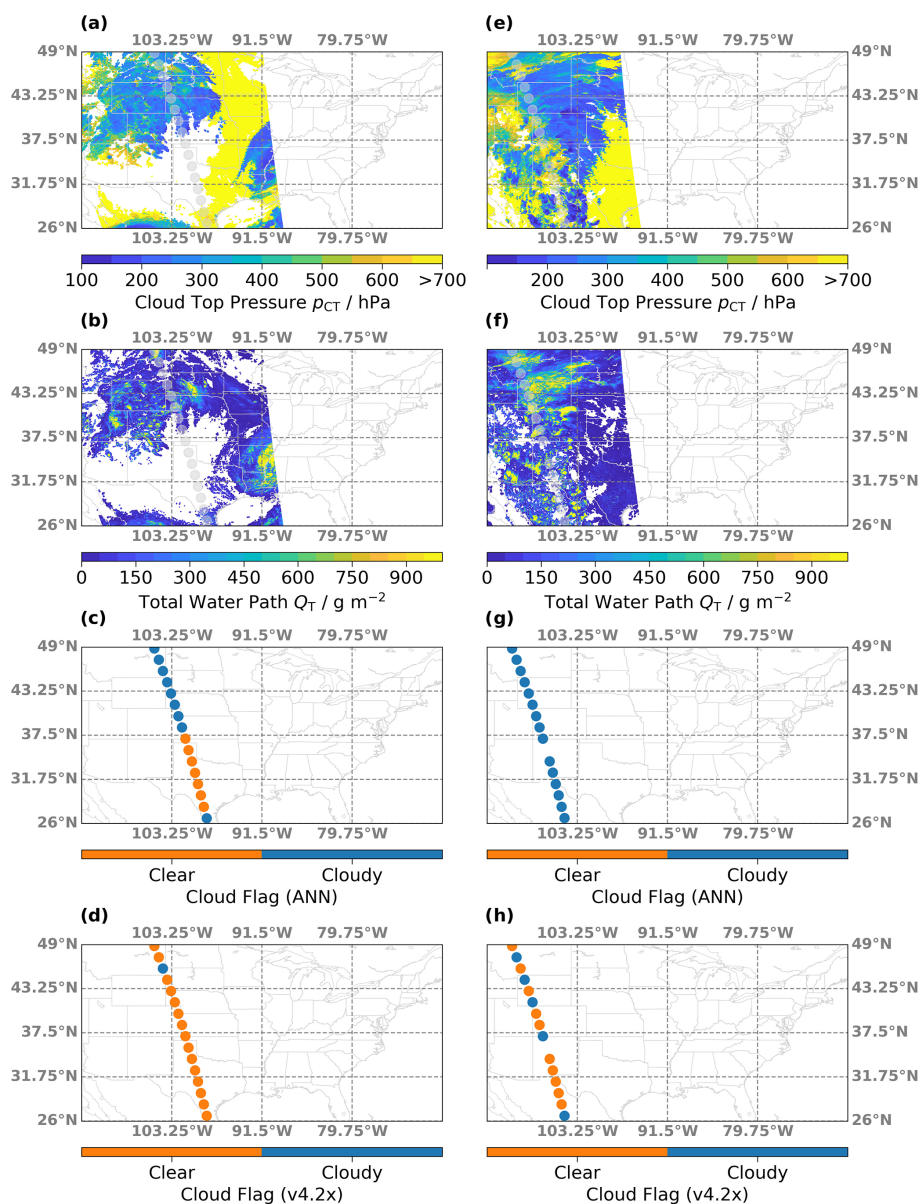 (a)
103.25°W 91.5°W 79.75°W
49°N
43.25°N
37.5°N
31.75°N
26°N
103.25°W 91.5°W 79.75°W
100 200 300 400 500 600 >700
Cloud Top Pressure pCT / hPa
(e)
103.25°W 91.5°W 79.75°W
49°N
43.25°N
37.5°N
31.75°N
26°N
103.25°W 91.5°W 79.75°W
200 300 400 500 600 >700
Cloud Top Pressure pCT / hPa
(b)
103.25°W 91.5°W 79.75°W
49°N
43.25°N
37.5°N
31.75°N
26°N
103.25°W 91.5°W 79.75°W
0 150 300 450 600 750 900
Total Water Path QT / g m−2
(f)
103.25°W 91.5°W 79.75°W
49°N
43.25°N
37.5°N
31.75°N
26°N
103.25°W 91.5°W 79.75°W
0 150 300 450 600 750 900
Total Water Path QT / g m−2
(c)
103.25°W 91.5°W 79.75°W
49°N
43.25°N
37.5°N
31.75°N
26°N
103.25°W 91.5°W 79.75°W
Clear Cloudy
Cloud Flag (ANN)
(g)
103.25°W 91.5°W 79.75°W
49°N
43.25°N
37.5°N
31.75°N
26°N
103.25°W 91.5°W 79.75°W
Clear Cloudy
Cloud Flag (ANN)
(d)
103.25°W 91.5°W 79.75°W
49°N
43.25°N
37.5°N
31.75°N
26°N
103.25°W 91.5°W 79.75°W
Clear Cloudy
Cloud Flag (v4.2x)
(h)
103.25°W 91.5°W 79.75°W
49°N
43.25°N
37.5°N
31.75°N
26°N
103.25°W 91.5°W 79.75°W
Clear Cloudy
Cloud Flag (v4.2x)